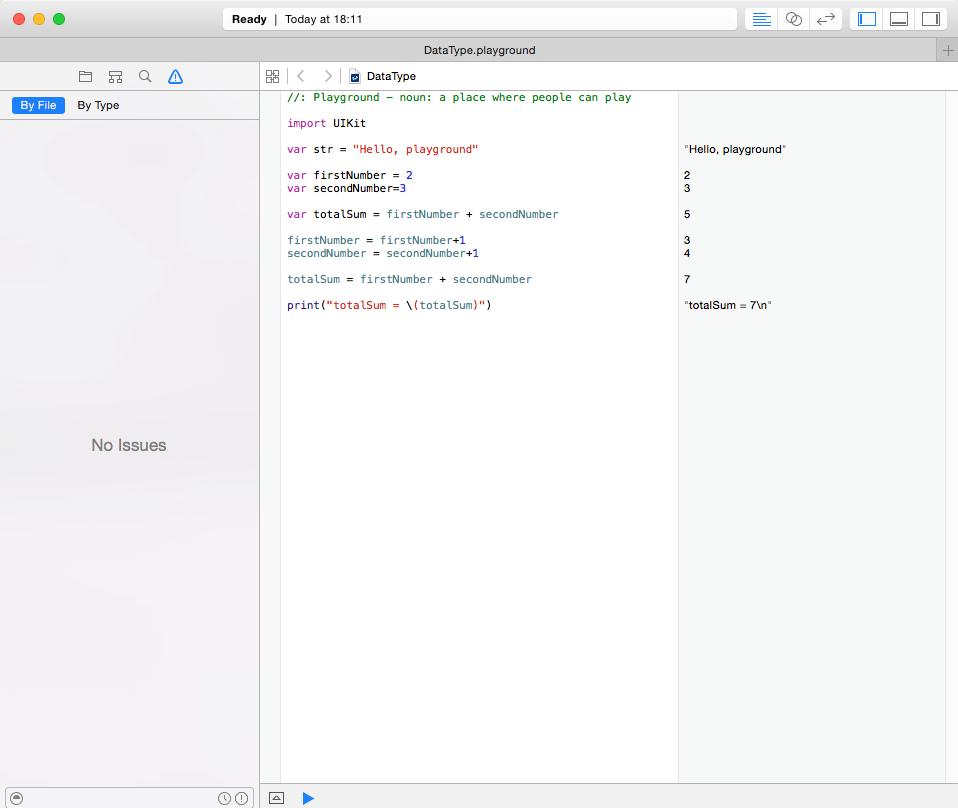 Ready | Today at 18:11
DataType.playground
DataType
By File By Type
//: Playground - noun: a place where people can play
import UIKit
var str = "Hello, playground" "Hello, playground"
var firstNumber = 2 2
var secondNumber=3 3
var totalSum = firstNumber + secondNumber 5
firstNumber = firstNumber+1 3
secondNumber = secondNumber+1 4
totalSum = firstNumber + secondNumber 7
print("totalSum = \(totalSum)") "totalSum = 7\n"
No Issues